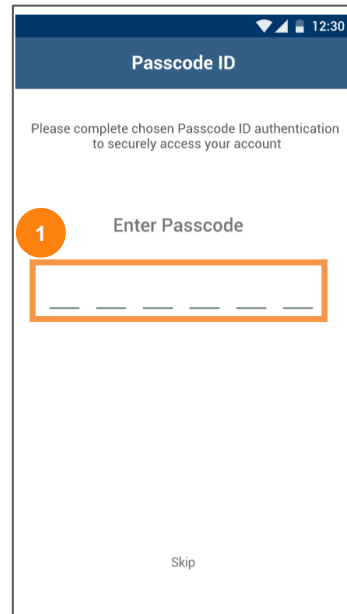 12:30
Passcode ID
Please complete chosen Passcode ID authentication
to securely access your account
Enter Passcode
1
Skip